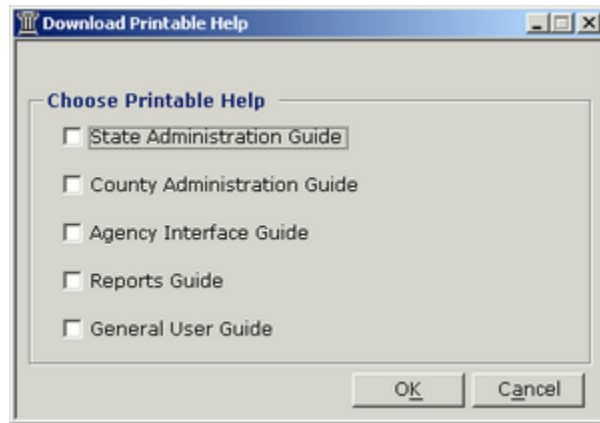 Download Printable Help
Choose Printable Help
State Administration Guide
County Administration Guide
Agency Interface Guide
Reports Guide
General User Guide
OK
Cancel